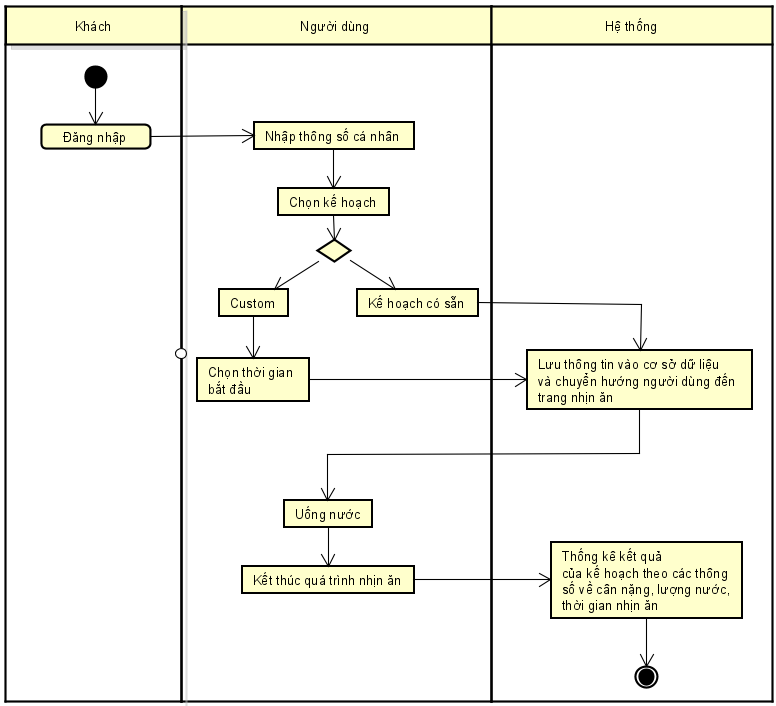 Khách
Người dùng
Hệ thống
Đăng nhập
Nhập thông số cá nhân
Chọn kế hoạch
Custom
Kế hoạch có sẵn
Chọn thời gian
bắt đầu
Lưu thông tin vào cơ sở dữ liệu
và chuyển hướng người dùng đến
trang nhịn ăn
Uống nước
Kết thúc quá trình nhịn ăn
Thống kê kết quả
của kế hoạch theo các thông
số về cân nặng, lượng nước,
thời gian nhịn ăn